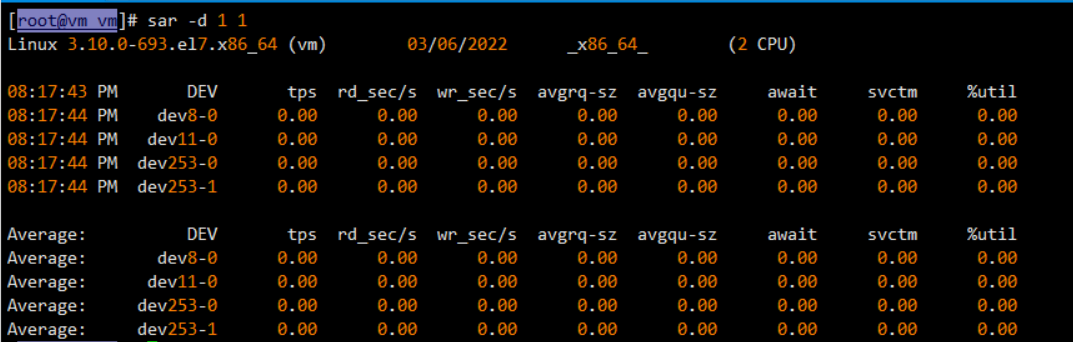 [root@vm vm]# sar -d 1 1
Linux 3.10.0-693.el7.x86_64 (vm) 03/06/2022 _x86_64_ (2 CPU)
08:17:43 PM DEV tps rd_sec/s wr_sec/s avgrq-sz avgqu-sz await svctm %util
08:17:44 PM dev8-0 0.00 0.00 0.00 0.00 0.00 0.00 0.00 0.00
08:17:44 PM dev11-0 0.00 0.00 0.00 0.00 0.00 0.00 0.00 0.00
08:17:44 PM dev253-0 0.00 0.00 0.00 0.00 0.00 0.00 0.00 0.00
08:17:44 PM dev253-1 0.00 0.00 0.00 0.00 0.00 0.00 0.00 0.00
Average: DEV tps rd_sec/s wr_sec/s avgrq-sz avgqu-sz await svctm %util
Average: dev8-0 0.00 0.00 0.00 0.00 0.00 0.00 0.00 0.00
Average: dev11-0 0.00 0.00 0.00 0.00 0.00 0.00 0.00 0.00
Average: dev253-0 0.00 0.00 0.00 0.00 0.00 0.00 0.00 0.00
Average: dev253-1 0.00 0.00 0.00 0.00 0.00 0.00 0.00 0.00